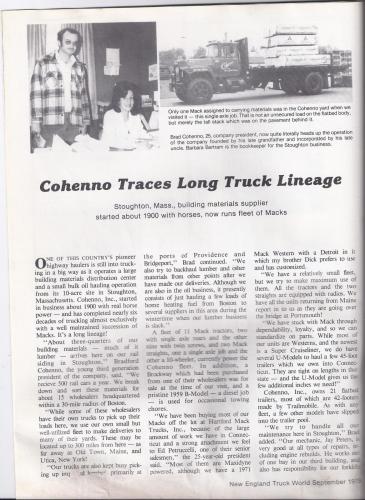 Only one Mack assigned to carrying materials was in the Cohenno yard when we
visited it — this single axle job. That is not an unsecured load on the flatbed body,
but merely the tall stack which was on the pavement behind it.
Brad Cohenno, 25, company president, now quite literally heads up the operation
of the company founded by his late grandfather and incorporated by his late
uncle. Barbara Bartram is the bookkeeper for the Stoughton business.
Cohenno Traces Long Truck Lineage
Stoughton, Mass., building materials supplier
started about 1900 with horses, now runs fleet of Macks
ONE OF THIS COUNTRY'S pioneer
highway haulers is still into truck-
ing in a big way as it operates a large
building materials distribution center
and a small bulk oil hauling operation
from its 10-acre site in Stoughton,
Massachusetts. Cohenno, Inc., started
in business about 1900 with real horse
power — and has completed nearly six
decades of trucking almost exclusively
with a well maintained succession of
Macks. It's a long lineage!
"About three-quarters of our
building materials — much of it
lumber — arrives here on our rail
siding in Stoughton," Bradford
Cohenno, the young third generation
president of the company, said. "We
recieve 500 rail cars a year. We break
down and sort these materials for
about 15 wholesalers headquartered
within a 30-mile radius of Boston.
"While some of these wholesalers
have their own trucks to pick up their
loads here, we use our own small but
well-utilized fleet to make deliveries to
many of their yards. These may be
located up to 300 miles from here — as
far away as Old Town, Maine, and
Utica, New York!
"Our trucks are also kept busy pick-
ing up lumber primarily at
the ports of Providence and
Bridgeport," Brad continued. "We
also try to backhaul lumber and other
materials from other points after we
have made our deliveries. Although we
are also in the oil business, it presently
consists of just hauling a few loads of
home heating fuel from Boston to
several suppliers in this area during the
wintertime when our lumber business
is slack."
A fleet of 11 Mack tractors, two
with single axle rears and the other
nine with twin screws, and two Mack
straights, one a single axle job and the
other a 10-wheeler, currently power the
Cohenno fleet. In addition, a
Brockway which had been purchased
from one of their wholesalers was for
sale at the time of our visit, and a
pristine 1949 B-Model — a diesel job
— is used for occasional towing
chores.
"We have been buying most of our
Macks off the lot at Hartford Mack
Trucks, Inc., because of the large
amount of work we have in Connec-
ticut and a strong attachment we feel
to Ed Petruccelli, one of their senior
salesmen," the 25-year-old president
said. "Most of them are Maxidyne
powered, although we have a 1971
Mack Western with a Detroit in it
which my brother Dick prefers to use
and has customized.
"We have a relatively small fleet,
but we try to make maximum use of
them. All the tractors and the two
straights are equipped with radios. We
have all the units returning from Maine
report in to us as they are going over
the bridge at Portsmouth!
"We have stuck with Mack through
dependability, loyalty, and so we can
standardize on parts. While most of
our units are Westerns, and the newest
is a Super Cruiseliner, we do have
several U-Models to haul a few 45-foot
trailers which we own into Connec-
ticut. They are tight on lengths in that
state — and the U-Model gives us the
few additional inches we need!"
Cohenno, Inc., owns 21 flatbed
trailers, most of which are 42-footers
made by Trailmobile. As with any
fleet, a few other models have slipped
into the trailer pool.
"We try to handle all our
maintenance here in Stoughton," Brad
added. "Our mechanic, Jay Peters, is
very good at all types of repairs, in-
cluding engine rebuilds. He works out
of one bay in our third building, and
also has responsibility for our forklifts
New England Truck World September 1979